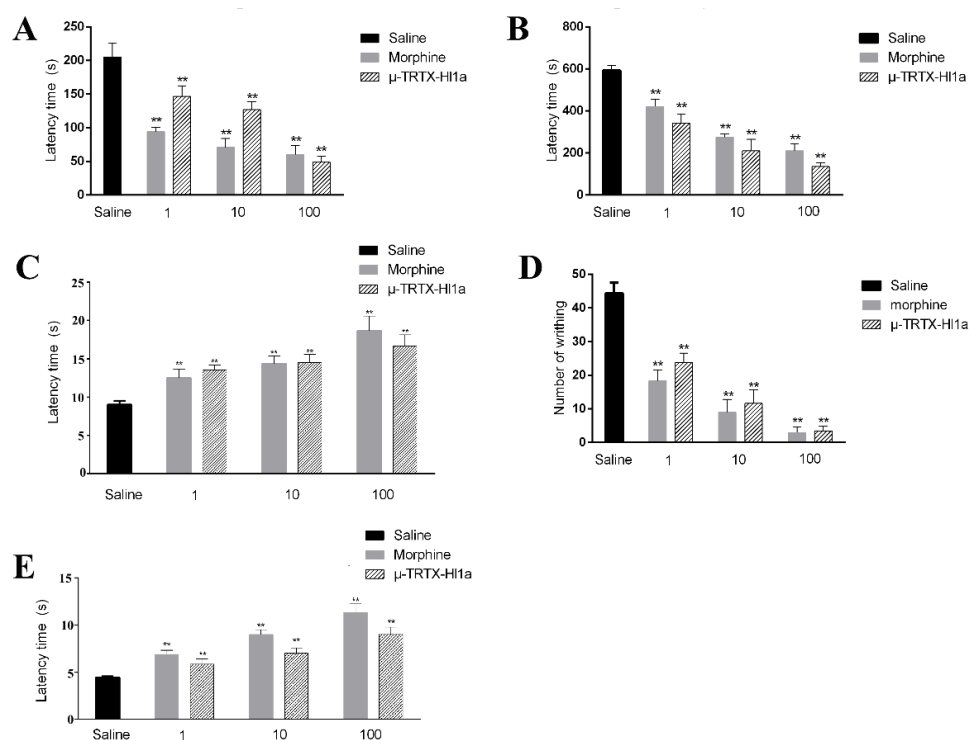 A
Latency time (s)
250
200
150
100
50
0
** ** ** ** ** **
Saline 1 10 100
Saline
Morphine
μ-TRTX-Hl1a
B
Latency time (s)
800
600
400
200
0
** ** ** ** ** **
Saline 1 10 100
Saline
Morphine
μ-TRTX-Hl1a
C
Latency time (s)
25
20
15
10
5
0
** ** ** ** ** **
Saline 1 10 100
Saline
Morphine
μ-TRTX-Hl1a
D
Number of writhing
50
40
30
20
10
0
** ** ** ** ** **
Saline 1 10 100
Saline
morphine
μ-TRTX-Hl1a
E
Latency time (s)
15
10
5
0
** ** ** ** ** **
Saline 1 10 100
Saline
Morphine
μ-TRTX-Hl1a